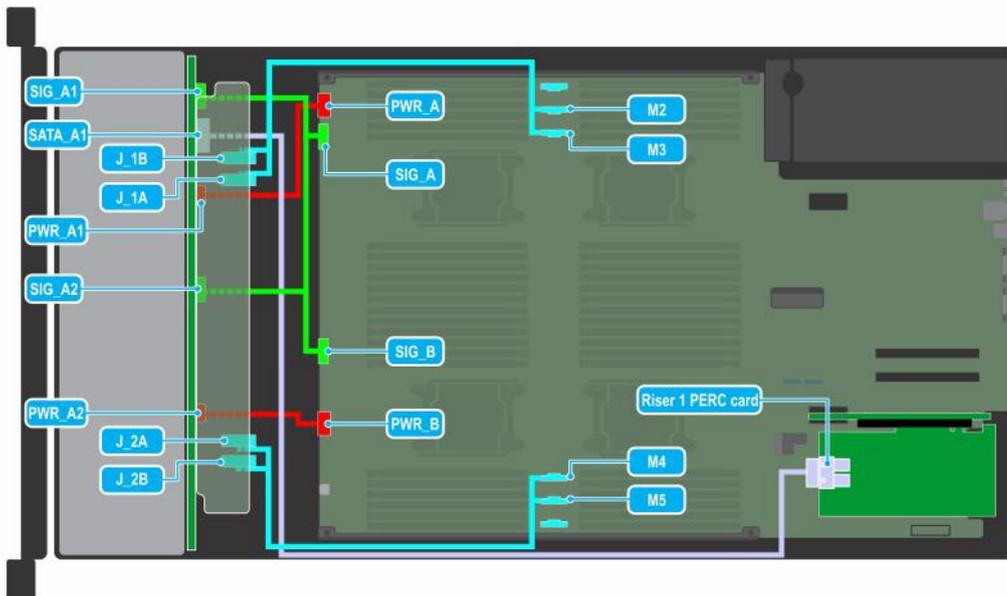 SIG_A1
SATA_A1
J_1B
J_1A
PWR_A1
SIG_A2
PWR_A2
J_2A
J_2B
PWR_A
SIG_A
SIG_B
PWR_B
M2
M3
Riser 1 PERC card
M4
M5